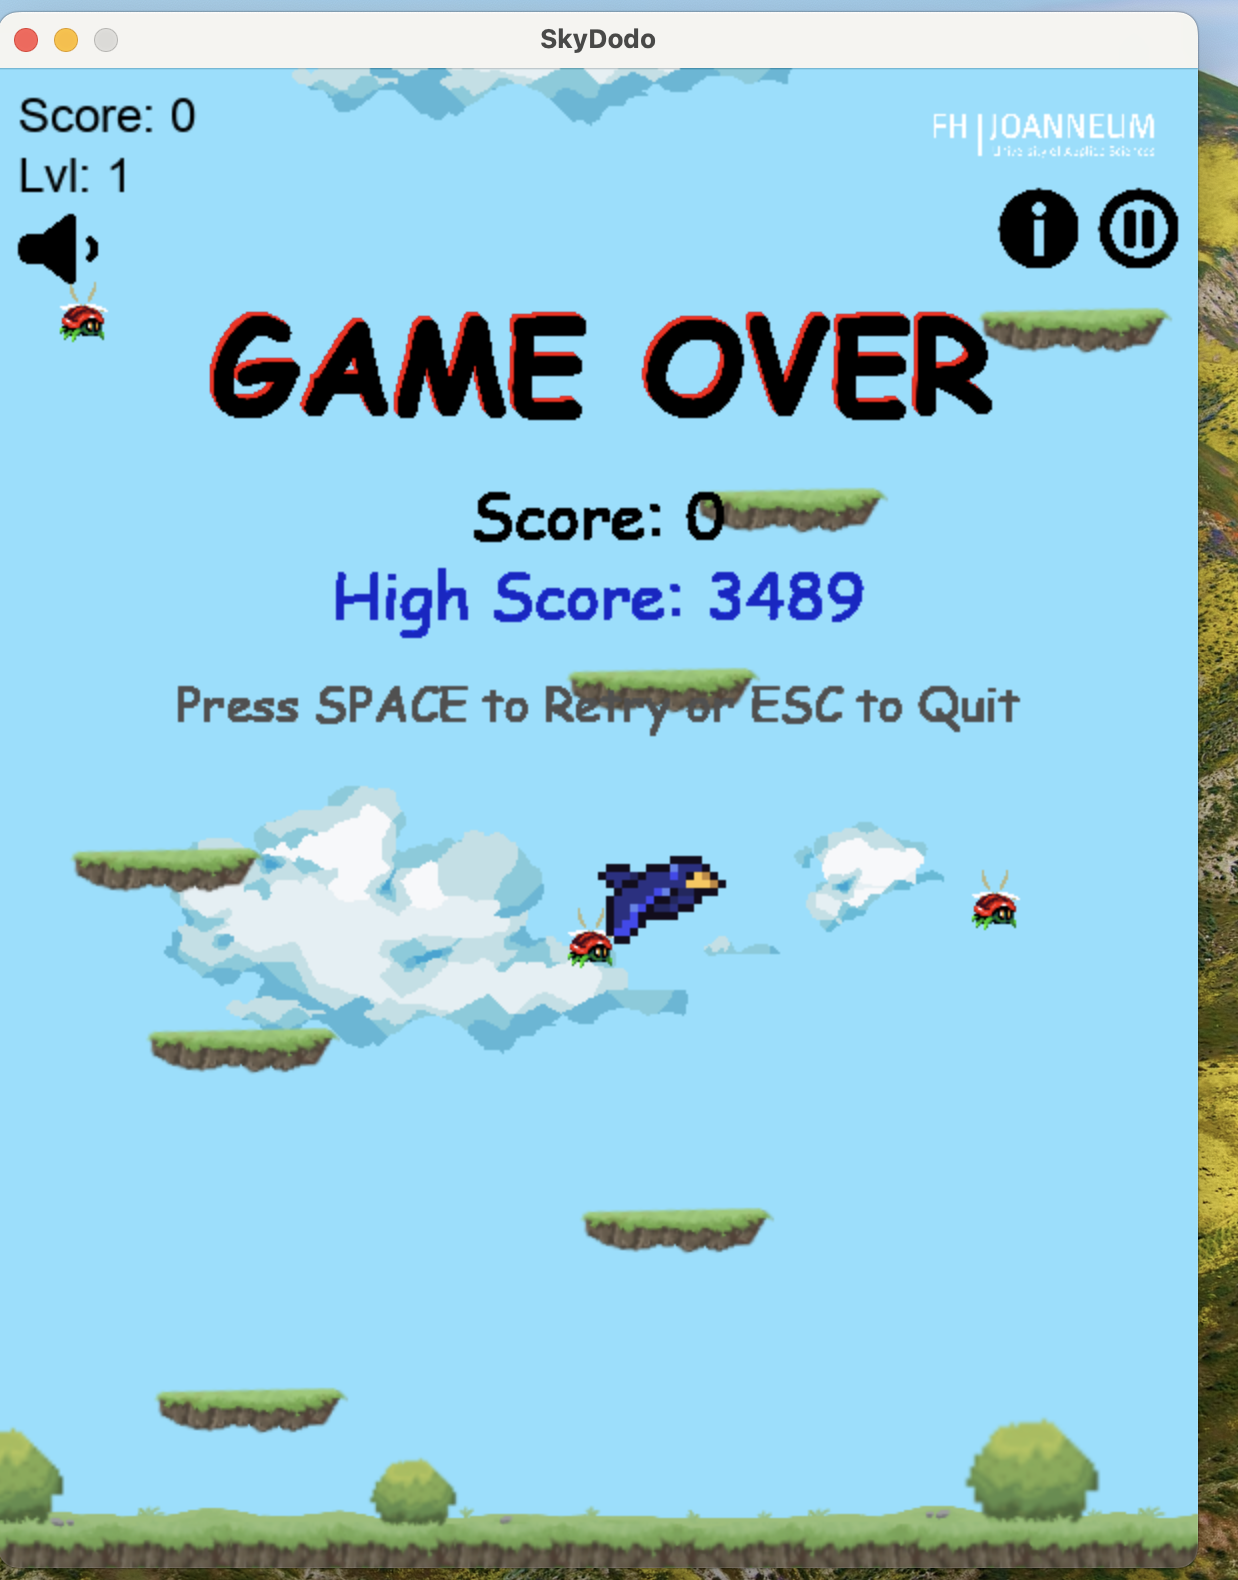 SkyDodo
Score: 0
Lvl: 1
FH | JOANNEUM
University of Applied Sciences
GAME OVER
Score: 0
High Score: 3489
Press SPACE to Retry or ESC to Quit